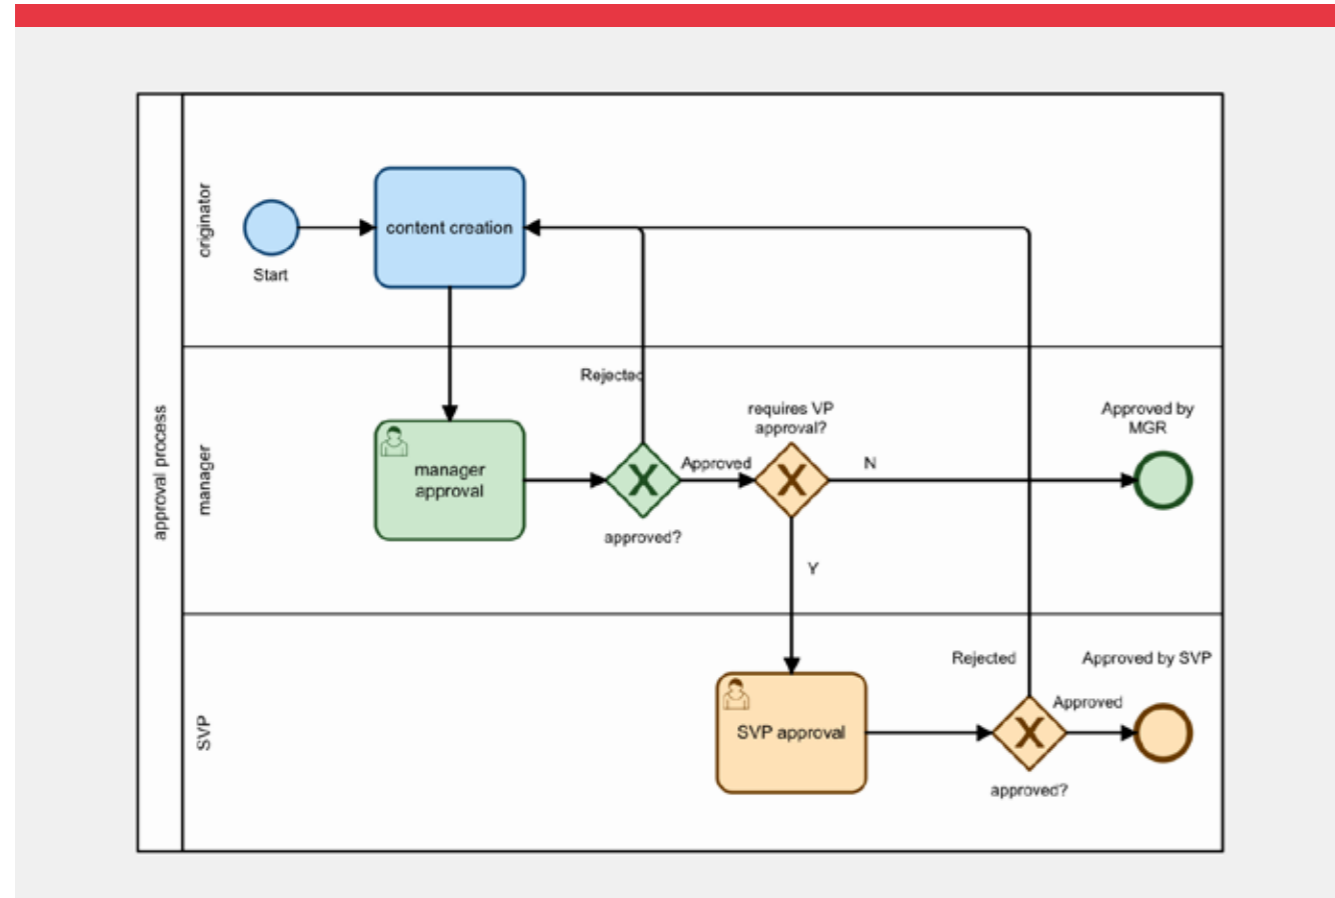 approval process
originator
Start
content creation
manager
Rejected
manager
approval
approved?
Approved
requires VP
approval?
N
Y
Approved by
MGR
SVP
SVP approval
Rejected
approved?
Approved
Approved by SVP